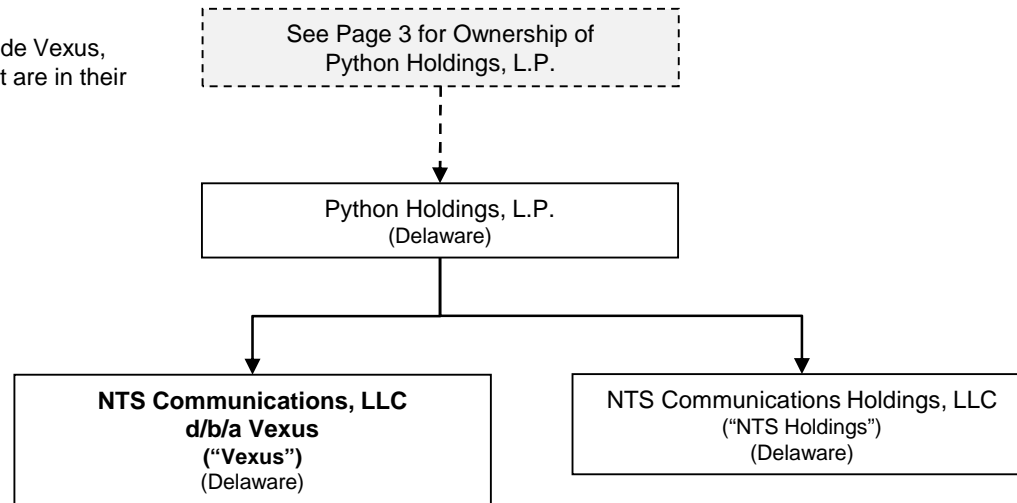 de Vexus,
t are in their
See Page 3 for Ownership of
Python Holdings, L.P.
Python Holdings, L.P.
(Delaware)
NTS Communications, LLC
d/b/a Vexus
(“Vexus”)
(Delaware)
NTS Communications Holdings, LLC
(“NTS Holdings”)
(Delaware)